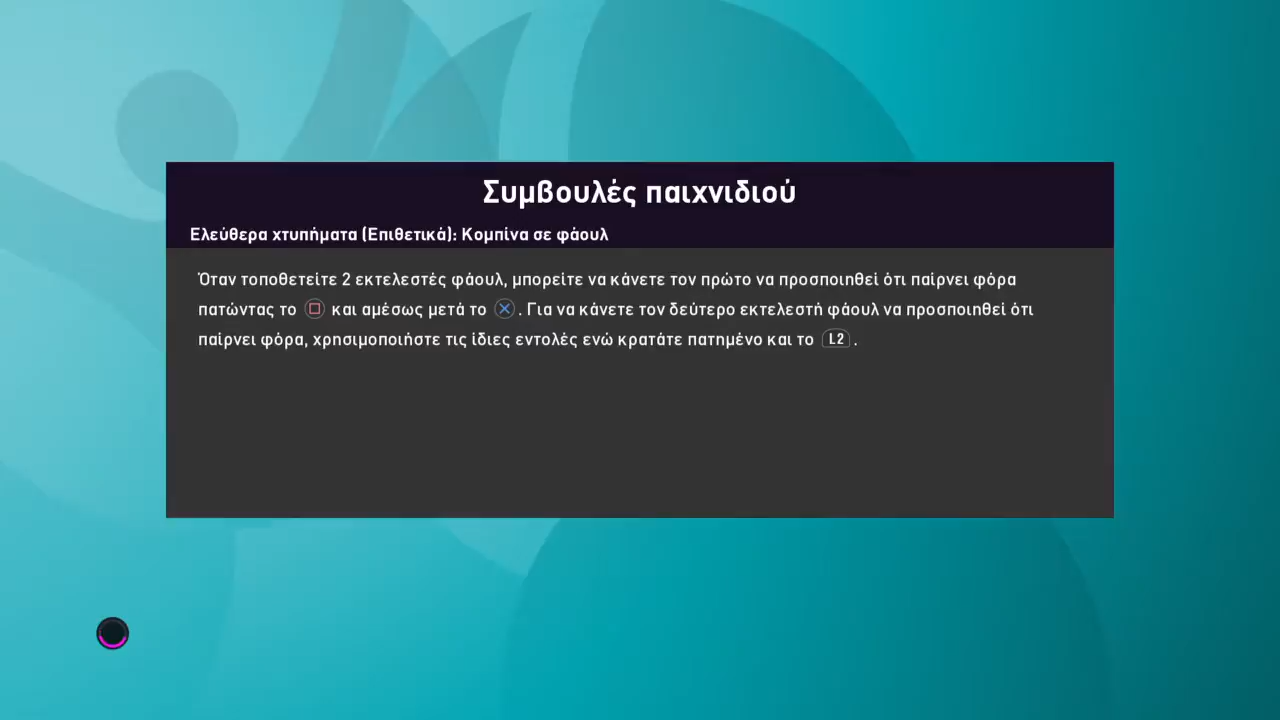 Συμβουλές παιχνιδιού
Ελεύθερα χτυπήματα (Επιθετικά): Κομπίνα σε φάουλ
Όταν τοποθετείτε 2 εκτελεστές φάουλ, μπορείτε να κάνετε τον πρώτο να προσποιηθεί ότι παίρνει φόρα
πατώντας το □ και αμέσως μετά το ✕. Για να κάνετε τον δεύτερο εκτελεστή φάουλ να προσποιηθεί ότι
παίρνει φόρα, χρησιμοποιήστε τις ίδιες εντολές ενώ κρατάτε πατημένο και το L2.